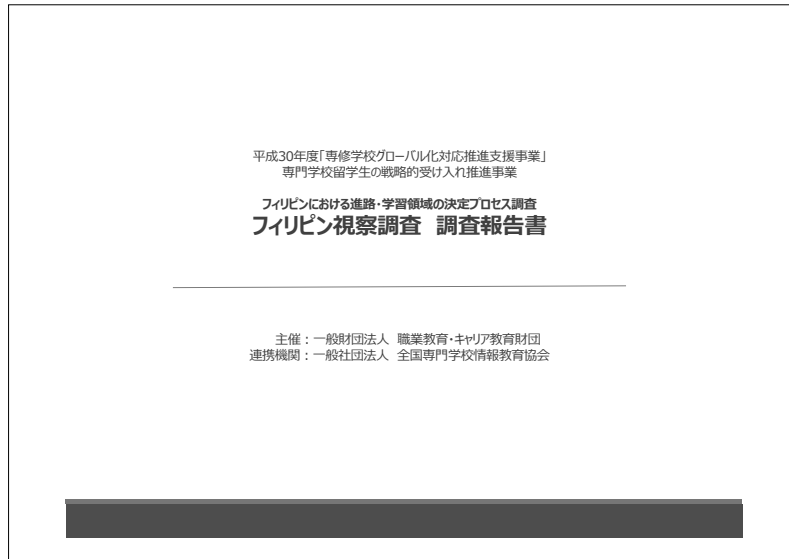 平成30年度「専修学校グローバル化対応推進支援事業」
専門学校留学生の戦略的受け入れ推進事業
フィリピンにおける進路・学習領域の決定プロセス調査
フィリピン視察調査 調査報告書
主催：一般財団法人 職業教育・キャリア教育財団
連携機関：一般社団法人 全国専門学校情報教育協会